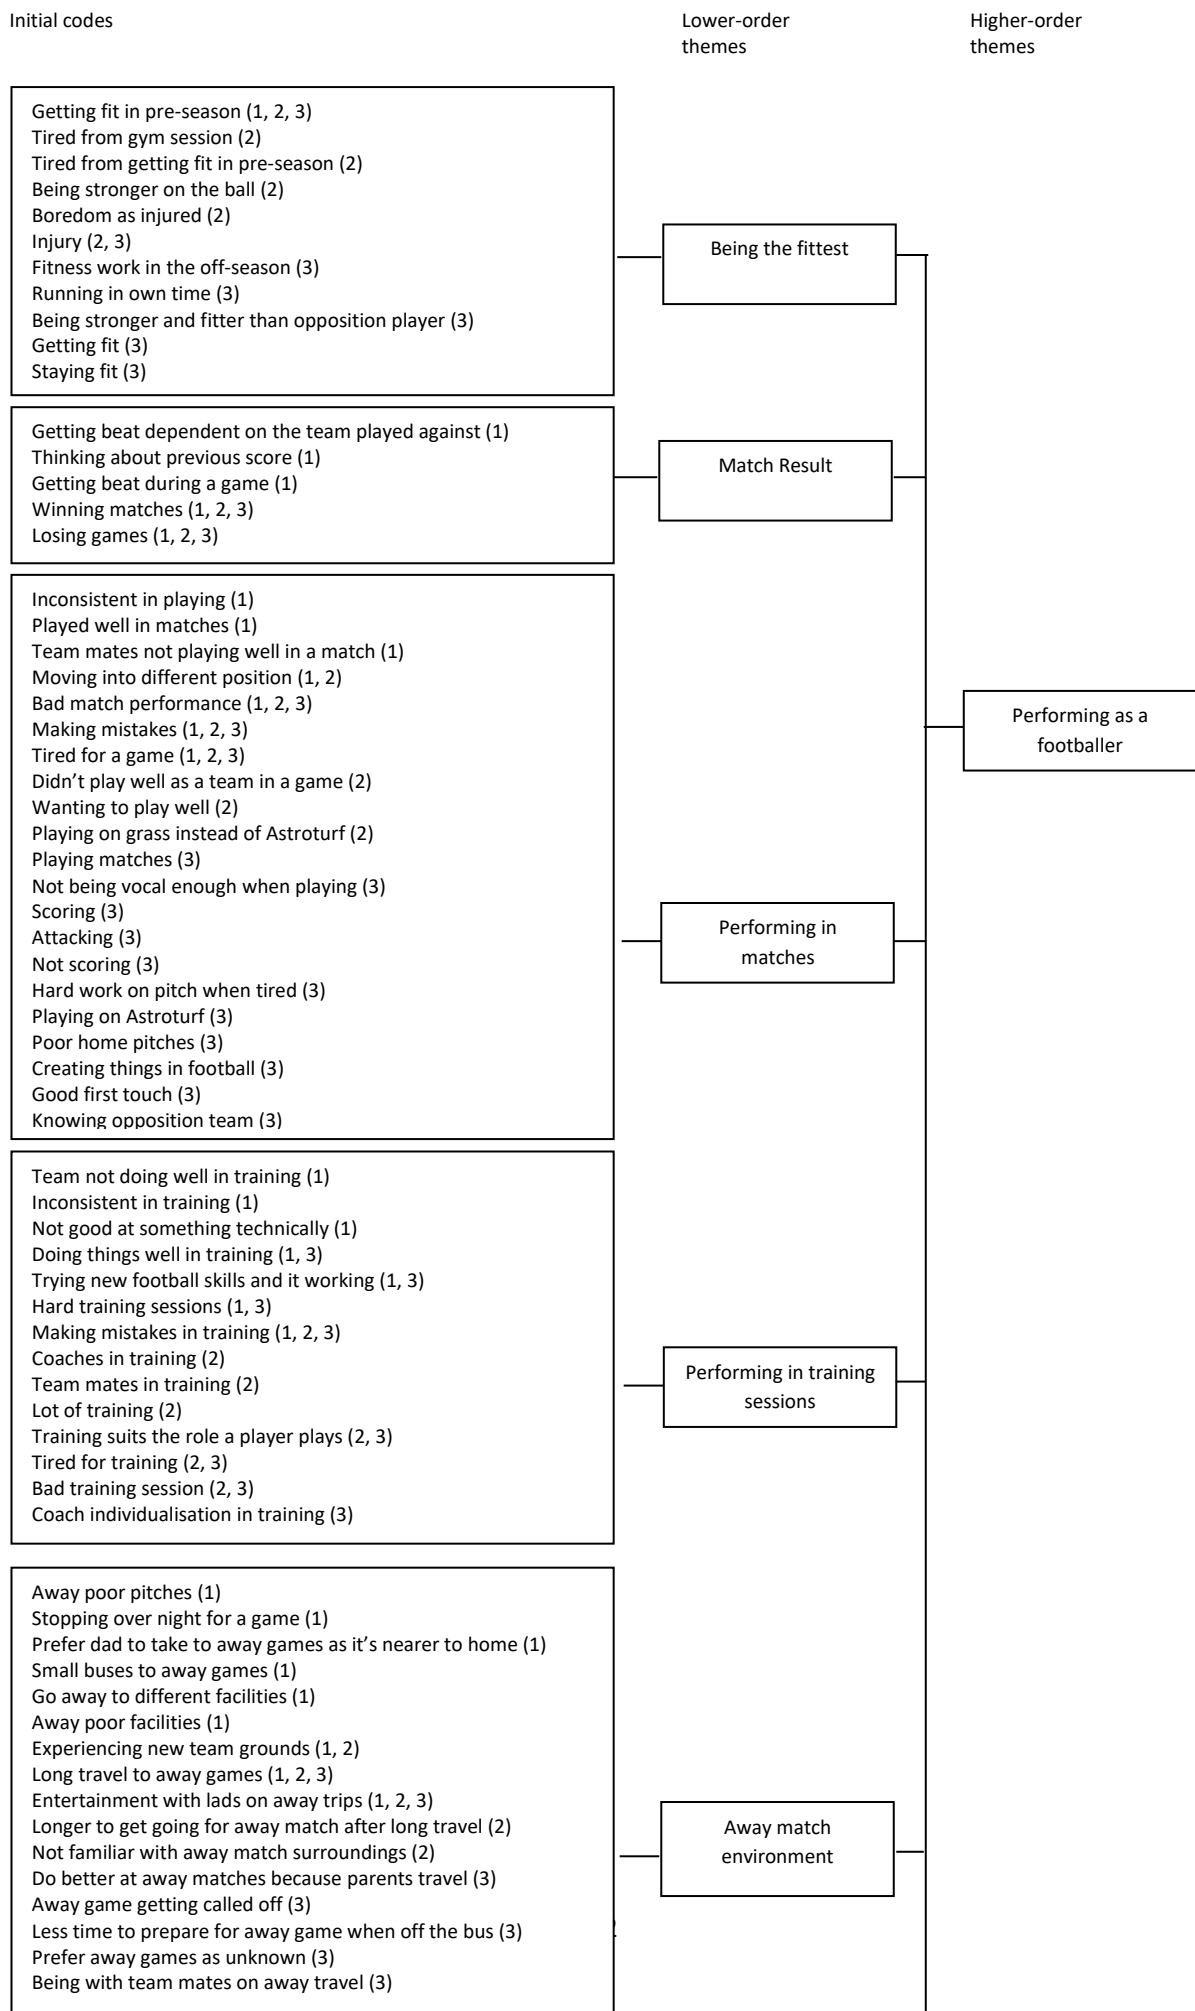 Initial codes
Lower-order
themes
Higher-order
themes
Getting fit in pre-season (1, 2, 3)
Tired from gym session (2)
Tired from getting fit in pre-season (2)
Being stronger on the ball (2)
Boredom as injured (2)
Injury (2, 3)
Fitness work in the off-season (3)
Running in own time (3)
Being stronger and fitter than opposition player (3)
Getting fit (3)
Staying fit (3)
Being the fittest
Getting beat dependent on the team played against (1)
Thinking about previous score (1)
Getting beat during a game (1)
Winning matches (1, 2, 3)
Losing games (1, 2, 3)
Match Result
Inconsistent in playing (1)
Played well in matches (1)
Team mates not playing well in a match (1)
Moving into different position (1, 2)
Bad match performance (1, 2, 3)
Making mistakes (1, 2, 3)
Tired for a game (1, 2, 3)
Didn't play well as a team in a game (2)
Wanting to play well (2)
Playing on grass instead of Astroturf (2)
Playing matches (3)
Not being vocal enough when playing (3)
Scoring (3)
Attacking (3)
Not scoring (3)
Hard work on pitch when tired (3)
Playing on Astroturf (3)
Poor home pitches (3)
Creating things in football (3)
Good first touch (3)
Knowing opposition team (3)
Performing in
matches
Performing as a
footballer
Team not doing well in training (1)
Inconsistent in training (1)
Not good at something technically (1)
Doing things well in training (1, 3)
Trying new football skills and it working (1, 3)
Hard training sessions (1, 3)
Making mistakes in training (1, 2, 3)
Coaches in training (2)
Team mates in training (2)
Lot of training (2)
Training suits the role a player plays (2, 3)
Tired for training (2, 3)
Bad training session (2, 3)
Coach individualisation in training (3)
Performing in training
sessions
Away poor pitches (1)
Stopping over night for a game (1)
Prefer dad to take to away games as it's nearer to home (1)
Small buses to away games (1)
Go away to different facilities (1)
Away poor facilities (1)
Experiencing new team grounds (1, 2)
Long travel to away games (1, 2, 3)
Entertainment with lads on away trips (1, 2, 3)
Longer to get going for away match after long travel (2)
Not familiar with away match surroundings (2)
Do better at away matches because parents travel (3)
Away game getting called off (3)
Less time to prepare for away game when off the bus (3)
Prefer away games as unknown (3)
Being with team mates on away travel (3)
Away match
environment